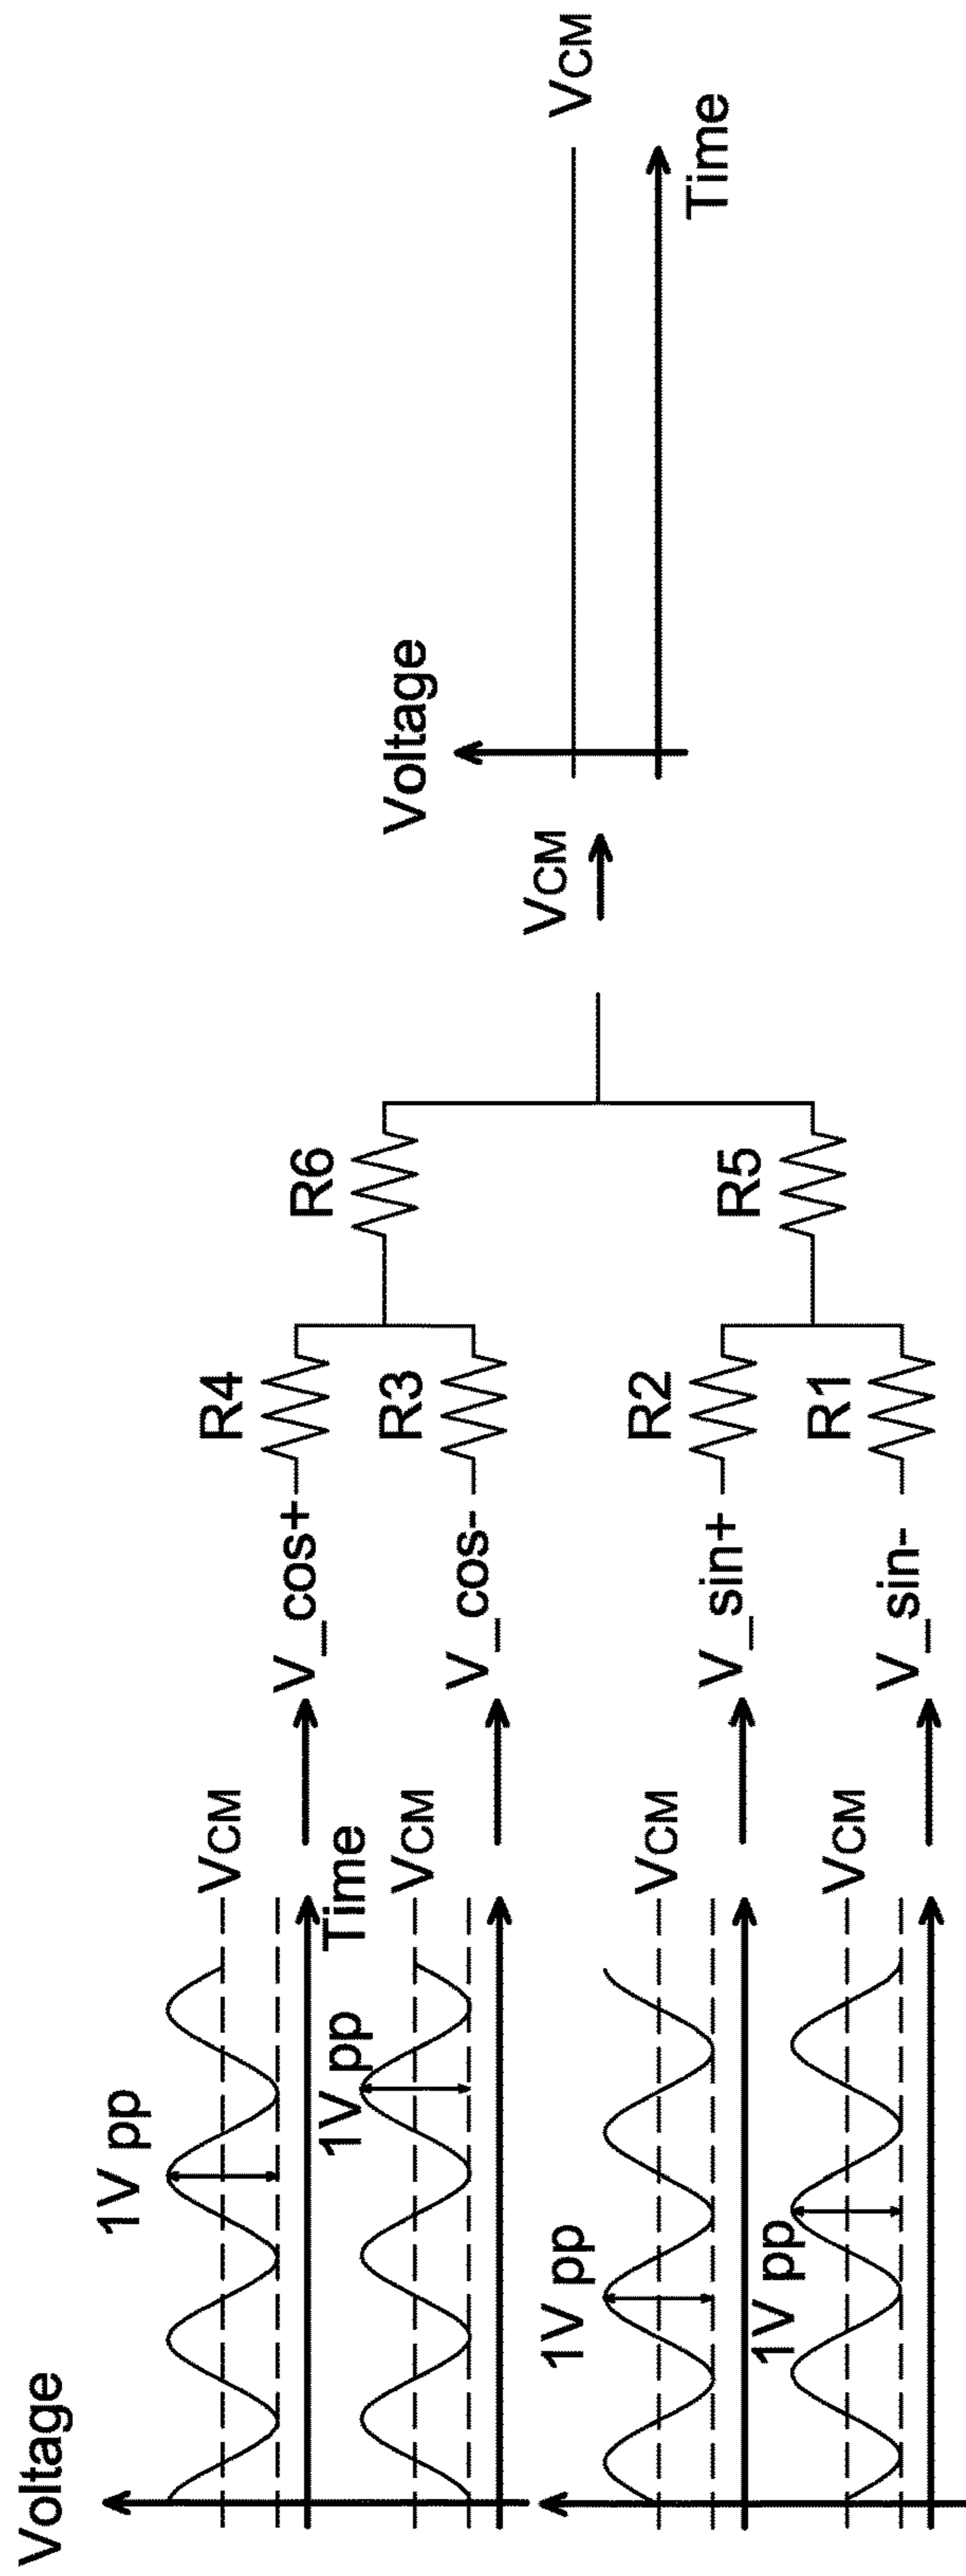 Voltage
1V pp
VCM
Time
V_cos+
R4
1V pp
VCM
V_cos-
R3
R6
1V pp
VCM
V_sin+
R2
1V pp
VCM
V_sin-
R1
R5
VCM
Voltage
VCM
Time